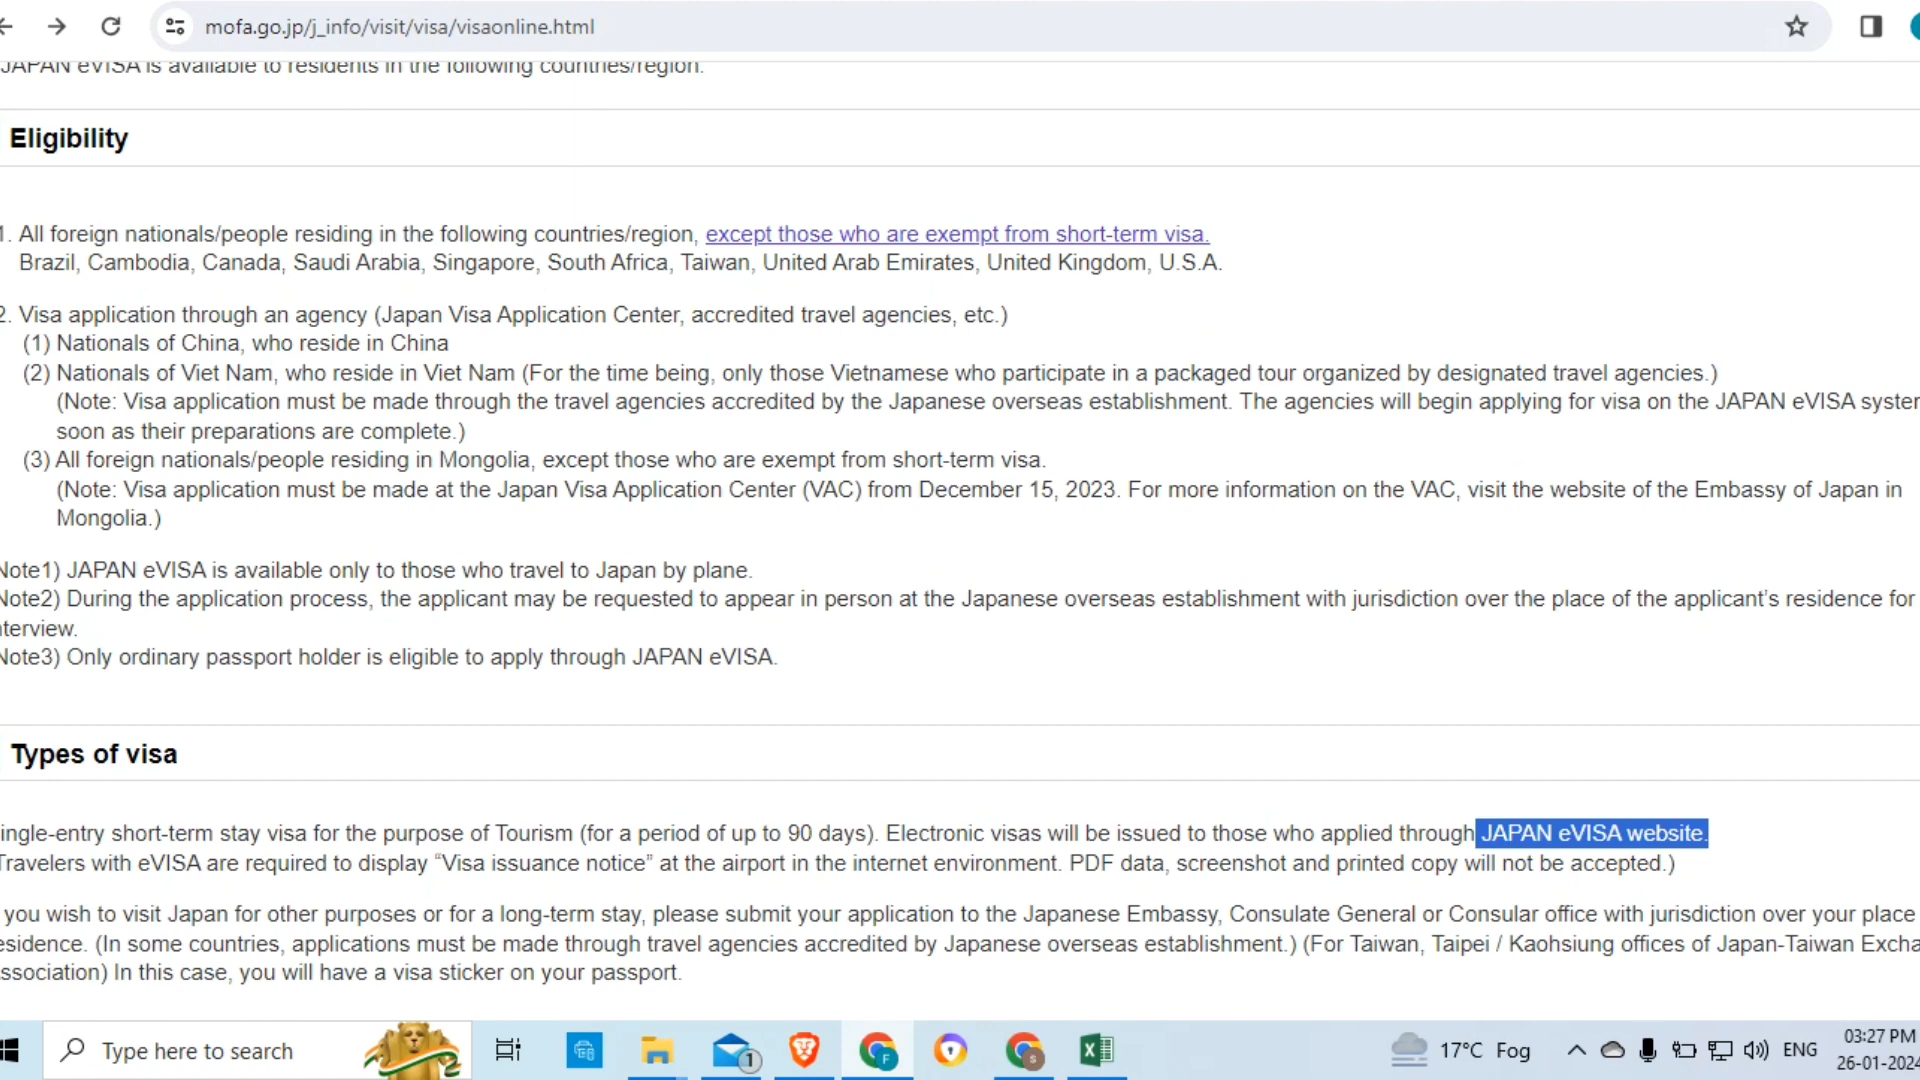 mofa.go.jp/j_info/visit/visa/visaonline.html
JAPAN eVISA is available to residents in the following countries/region.
Eligibility
1. All foreign nationals/people residing in the following countries/region, except those who are exempt from short-term visa.
Brazil, Cambodia, Canada, Saudi Arabia, Singapore, South Africa, Taiwan, United Arab Emirates, United Kingdom, U.S.A.
2. Visa application through an agency (Japan Visa Application Center, accredited travel agencies, etc.)
(1) Nationals of China, who reside in China
(2) Nationals of Viet Nam, who reside in Viet Nam (For the time being, only those Vietnamese who participate in a packaged tour organized by designated travel agencies.)
(Note: Visa application must be made through the travel agencies accredited by the Japanese overseas establishment. The agencies will begin applying for visa on the JAPAN eVISA syster
soon as their preparations are complete.)
(3) All foreign nationals/people residing in Mongolia, except those who are exempt from short-term visa.
(Note: Visa application must be made at the Japan Visa Application Center (VAC) from December 15, 2023. For more information on the VAC, visit the website of the Embassy of Japan in
Mongolia.)
Note1) JAPAN eVISA is available only to those who travel to Japan by plane.
Note2) During the application process, the applicant may be requested to appear in person at the Japanese overseas establishment with jurisdiction over the place of the applicant's residence for
nterview.
Note3) Only ordinary passport holder is eligible to apply through JAPAN eVISA.
Types of visa
ingle-entry short-term stay visa for the purpose of Tourism (for a period of up to 90 days). Electronic visas will be issued to those who applied through JAPAN eVISA website.
Travelers with eVISA are required to display “Visa issuance notice” at the airport in the internet environment. PDF data, screenshot and printed copy will not be accepted.)
you wish to visit Japan for other purposes or for a long-term stay, please submit your application to the Japanese Embassy, Consulate General or Consular office with jurisdiction over your place
esidence. (In some countries, applications must be made through travel agencies accredited by Japanese overseas establishment.) (For Taiwan, Taipei / Kaohsiung offices of Japan-Taiwan Excha
ssociation) In this case, you will have a visa sticker on your passport.
Type here to search
1
F
S
17°C Fog
ENG
03:27 PM
26-01-2024